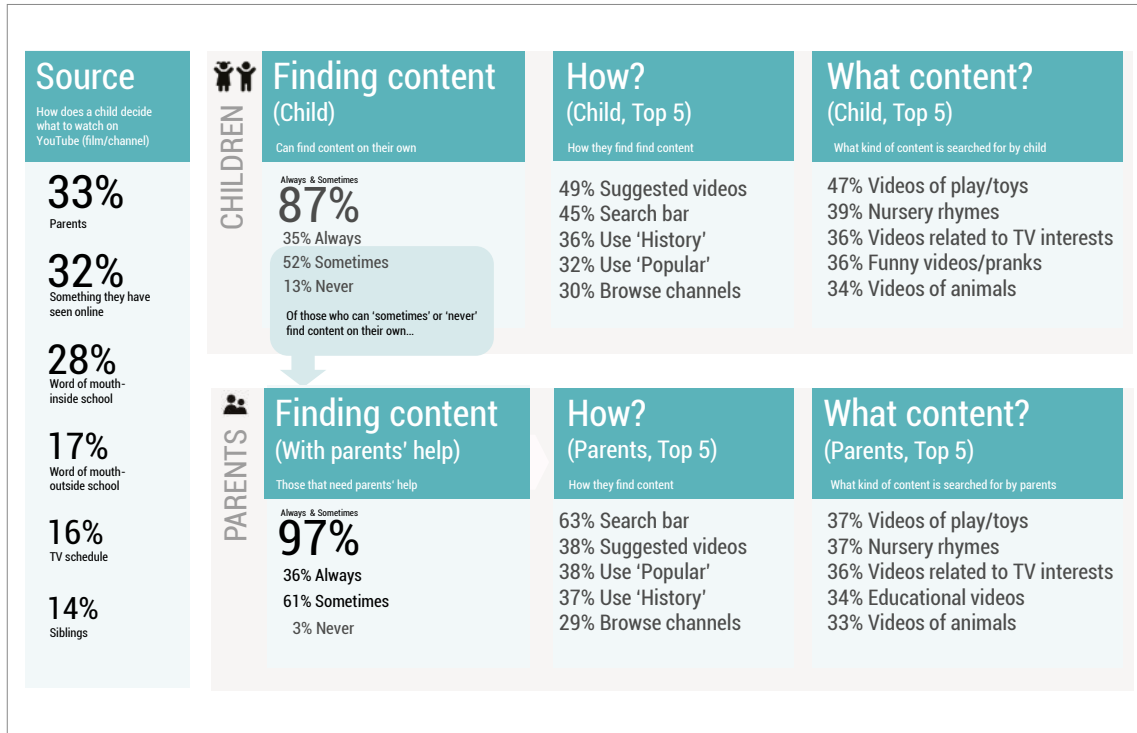 Source
How does a child decide
what to watch on
YouTube (film/channel)
33%
Parents
32%
Something they have
seen online
28%
Word of mouth-
inside school
17%
Word of mouth-
outside school
16%
TV schedule
14%
Siblings
CHILDREN
Finding content
(Child)
Can find content on their own
Always & Sometimes
87%
35% Always
52% Sometimes
13% Never
Of those who can ‘sometimes’ or ‘never’
find content on their own...
How?
(Child, Top 5)
How they find find content
49% Suggested videos
45% Search bar
36% Use ‘History’
32% Use ‘Popular’
30% Browse channels
What content?
(Child, Top 5)
What kind of content is searched for by child
47% Videos of play/toys
39% Nursery rhymes
36% Videos related to TV interests
36% Funny videos/pranks
34% Videos of animals
PARENTS
Finding content
(With parents’ help)
Those that need parents’ help
Always & Sometimes
97%
36% Always
61% Sometimes
3% Never
How?
(Parents, Top 5)
How they find content
63% Search bar
38% Suggested videos
38% Use ‘Popular’
37% Use ‘History’
29% Browse channels
What content?
(Parents, Top 5)
What kind of content is searched for by parents
37% Videos of play/toys
37% Nursery rhymes
36% Videos related to TV interests
34% Educational videos
33% Videos of animals